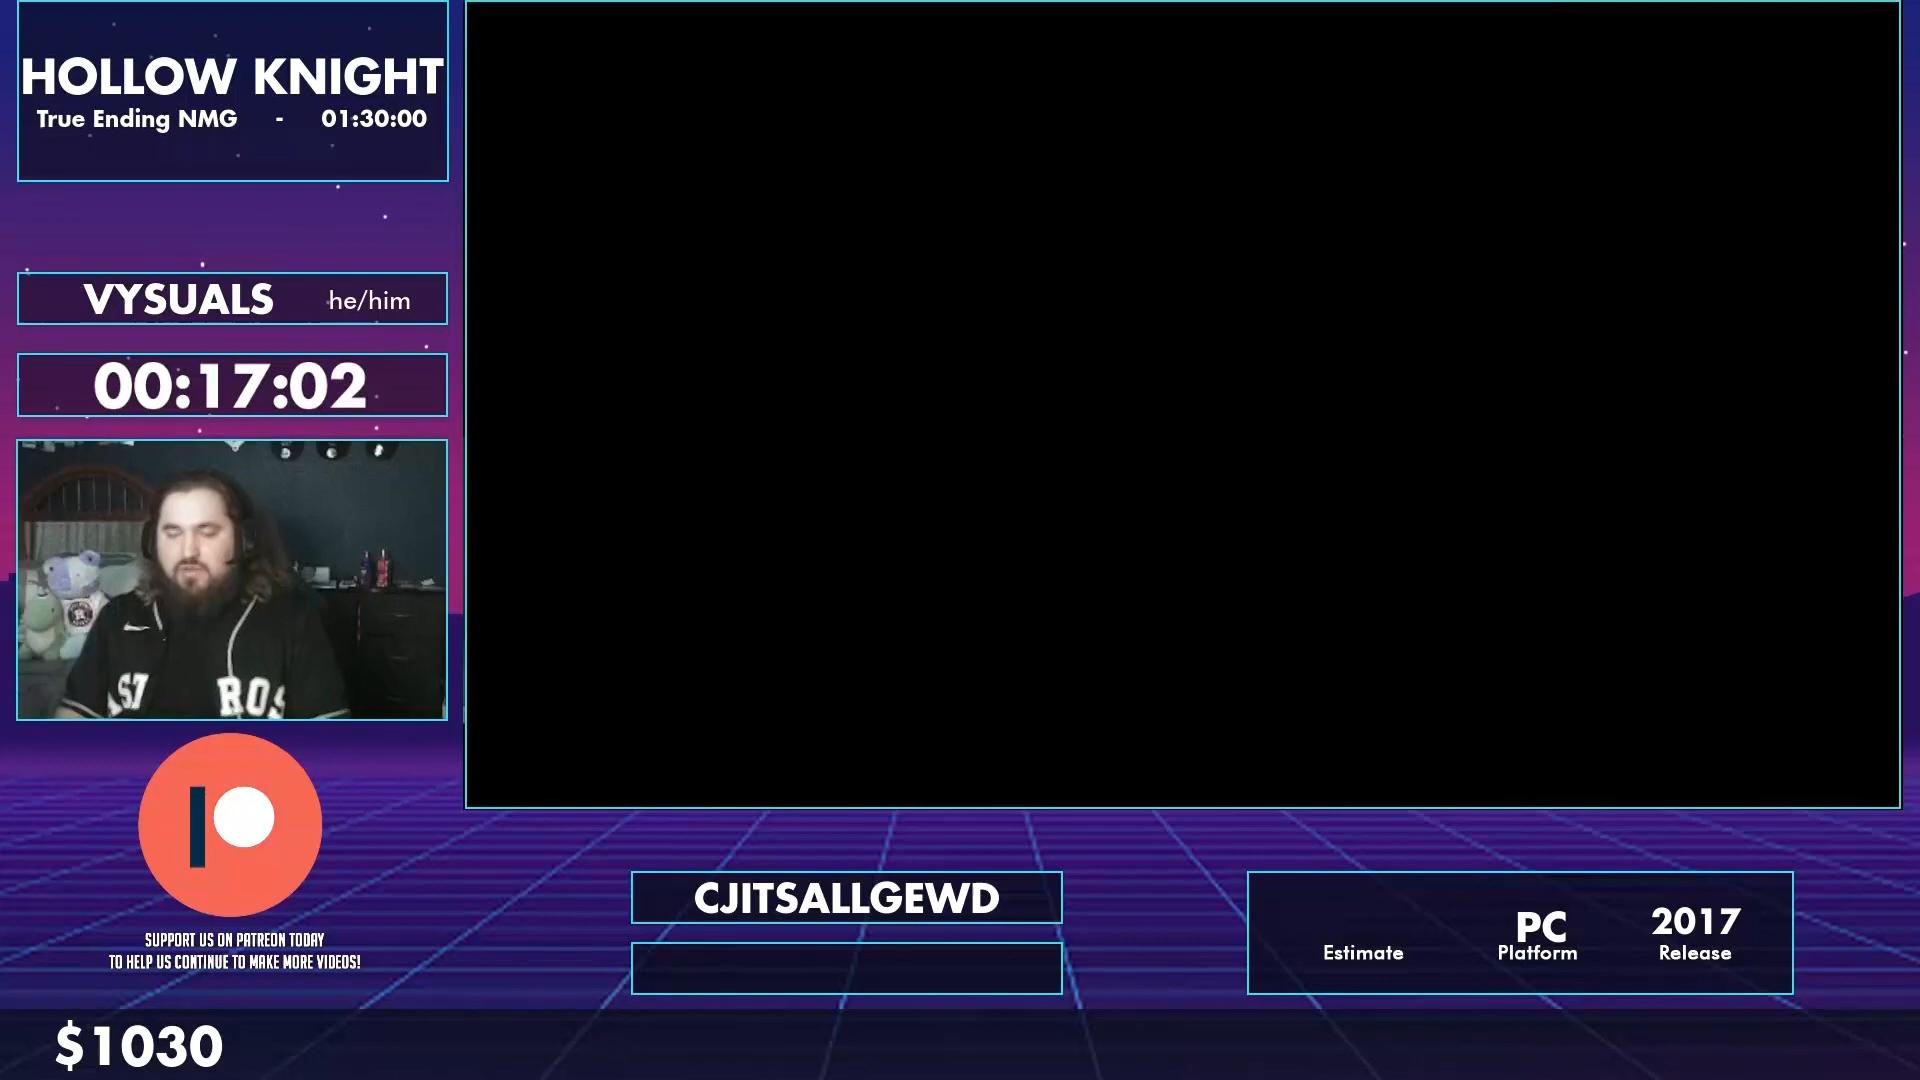 HOLLOW KNIGHT
True Ending NMG - 01:30:00
VYSUALS he/him
00:17:02
ROS
SUPPORT US ON PATREON TODAY
TO HELP US CONTINUE TO MAKE MORE VIDEOS!
CJITSALLGEWD
PC 2017
Estimate Platform Release
$1030